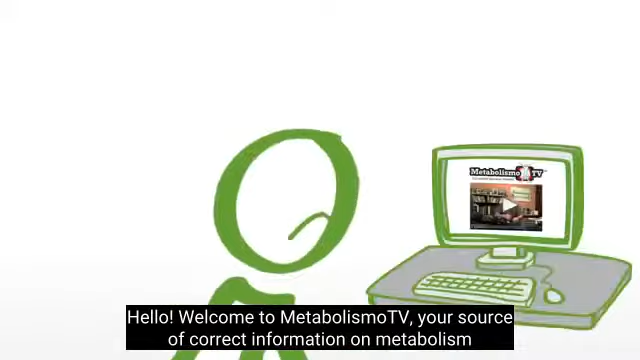 MetabolismoTV
Hello! Welcome to MetabolismoTV, your source
of correct information on metabolism